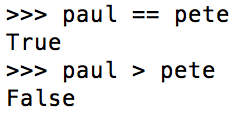 >>> paul == pete
True
>>> paul > pete
False